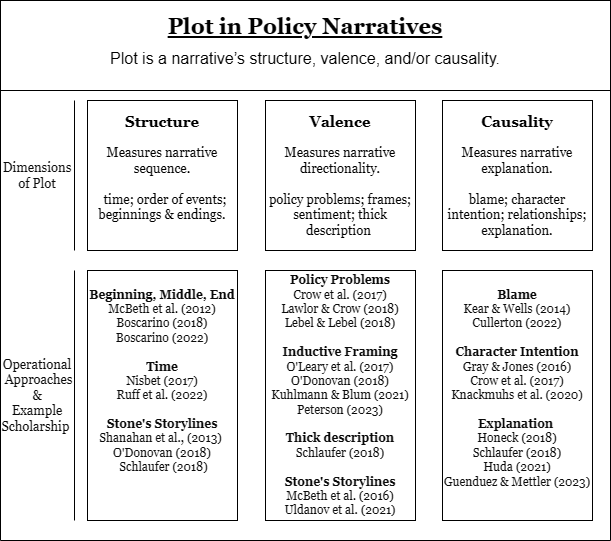 Plot in Policy Narratives
Plot is a narrative's structure, valence, and/or causality.
Dimensions
of Plot
Structure
Measures narrative
sequence.
time; order of events;
beginnings & endings.
Valence
Measures narrative
directionality.
policy problems; frames;
sentiment; thick
description
Causality
Measures narrative
explanation.
blame; character
intention; relationships;
explanation.
Operational
Approaches
&
Example
Scholarship
Beginning, Middle, End
McBeth et al. (2012)
Boscarino (2018)
Boscarino (2022)
Time
Nisbet (2017)
Ruff et al. (2022)
Stone's Storylines
Shanahan et al., (2013)
O'Donovan (2018)
Schlaufer (2018)
Policy Problems
Crow et al. (2017)
Lawlor & Crow (2018)
Lebel & Lebel (2018)
Inductive Framing
O'Leary et al. (2017)
O'Donovan (2018)
Kuhlmann & Blum (2021)
Peterson (2023)
Thick description
Schlaufer (2018)
Stone's Storylines
McBeth et al. (2016)
Uldanov et al. (2021)
Blame
Kear & Wells (2014)
Cullerton (2022)
Character Intention
Gray & Jones (2016)
Crow et al. (2017)
Knackmuhs et al. (2020)
Explanation
Honeck (2018)
Schlaufer (2018)
Huda (2021)
Guenduez & Mettler (2023)